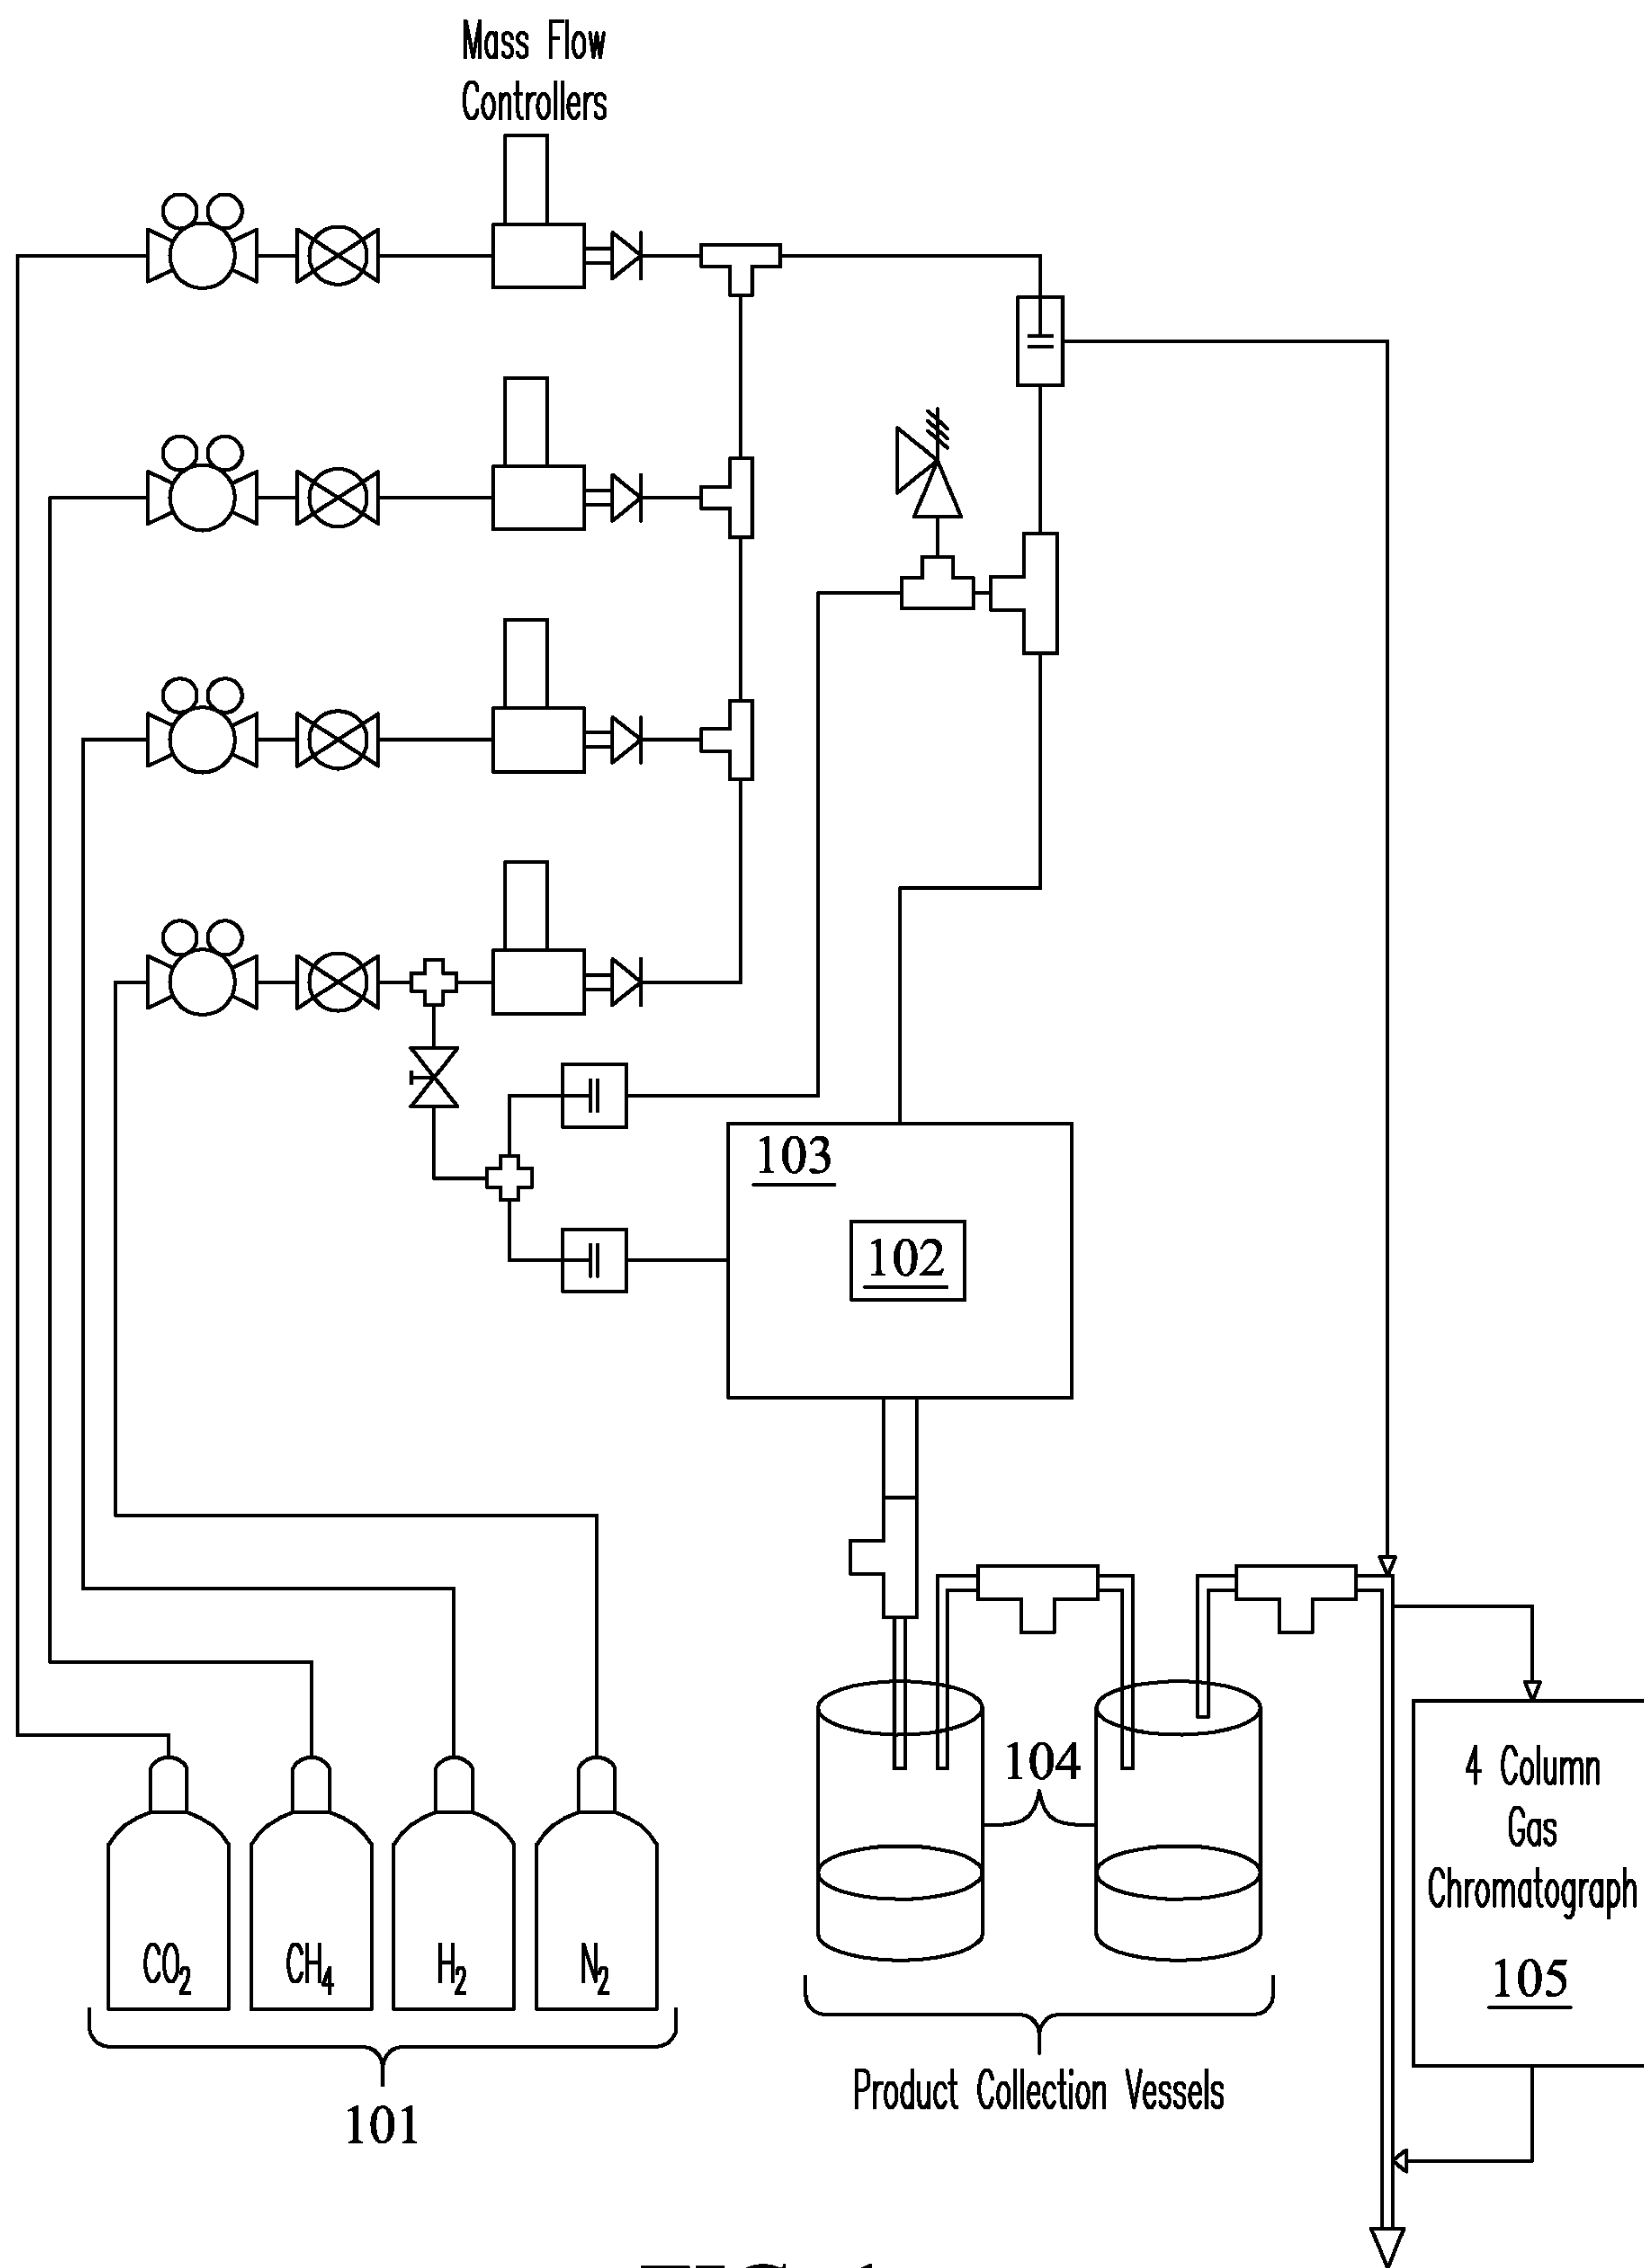 Mass Flow
Controllers
103
102
104
4 Column
Gas
Chromatograph
105
CO₂
CH₄
H₂
N₂
101
Product Collection Vessels